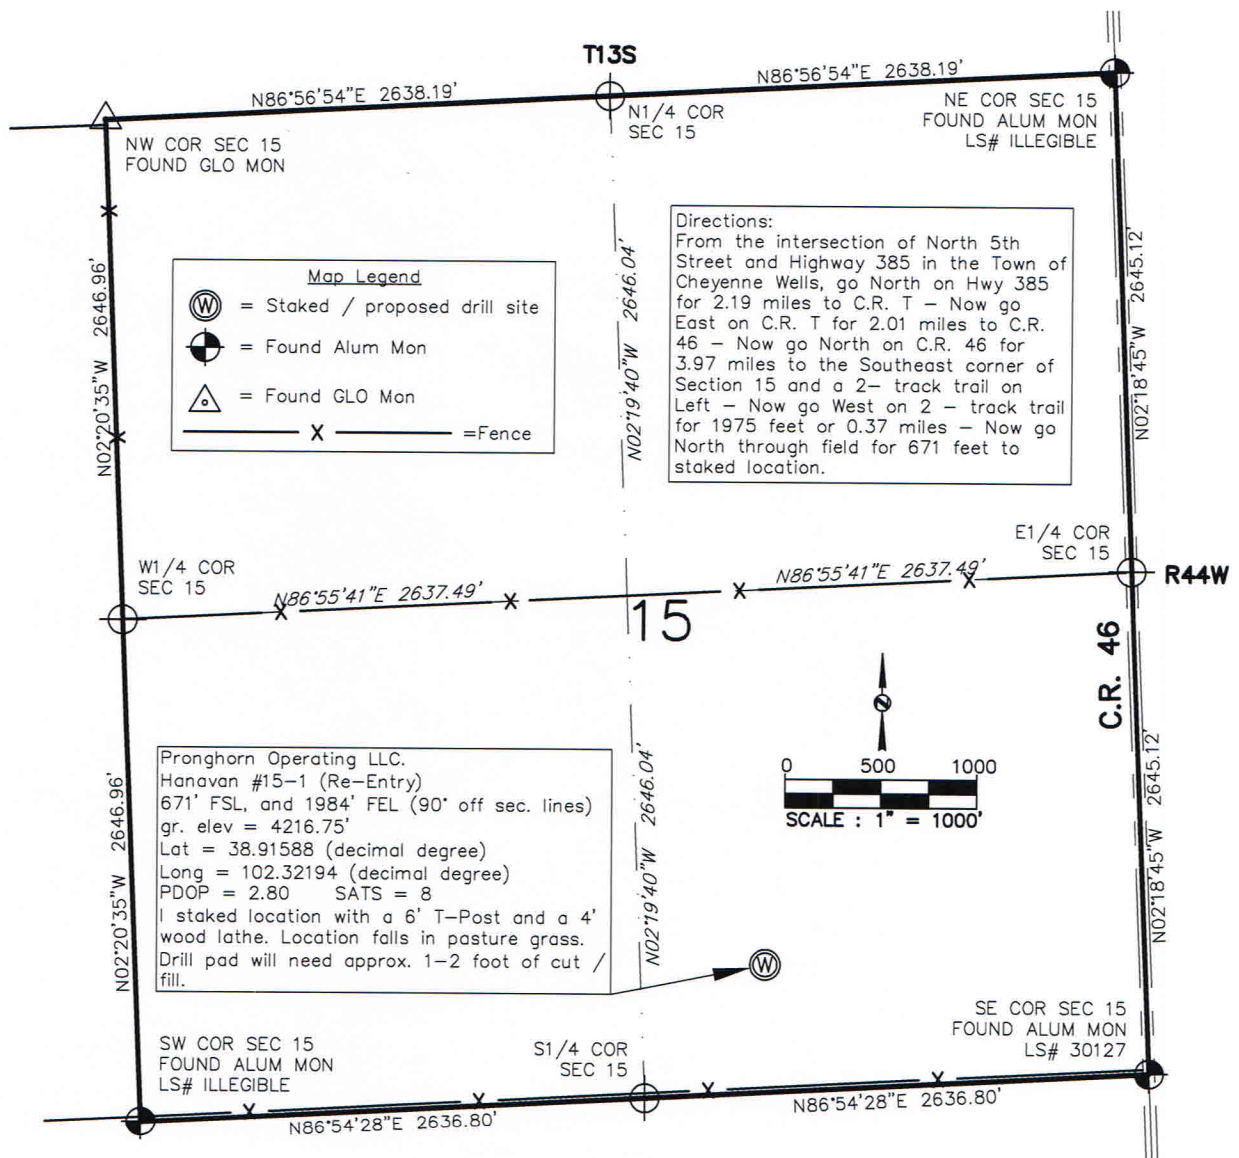 T13S
N86°56'54"E 2638.19'
N86°56'54"E 2638.19'
NW COR SEC 15
FOUND GLO MON
N1/4 COR
SEC 15
NE COR SEC 15
FOUND ALUM MON
LS# ILLEGIBLE
N02°20'35"W 2646.96'
Map Legend
W = Staked / proposed drill site
= Found Alum Mon
= Found GLO Mon
X =Fence
N02°19'40"W 2646.04'
Directions:
From the intersection of North 5th
Street and Highway 385 in the Town of
Cheyenne Wells, go North on Hwy 385
for 2.19 miles to C.R. T – Now go
East on C.R. T for 2.01 miles to C.R.
46 – Now go North on C.R. 46 for
3.97 miles to the Southeast corner of
Section 15 and a 2– track trail on
Left – Now go West on 2 – track trail
for 1975 feet or 0.37 miles – Now go
North through field for 671 feet to
staked location.
N02°18'45"W 2645.12'
W1/4 COR
SEC 15
N86°55'41"E 2637.49'
N86°55'41"E 2637.49'
E1/4 COR
SEC 15
R44W
15
C.R. 46
N
0 500 1000
SCALE : 1" = 1000'
N02°20'35"W 2646.96'
Pronghorn Operating LLC.
Hanavan #15–1 (Re–Entry)
671' FSL, and 1984' FEL (90° off sec. lines)
gr. elev = 4216.75'
Lat = 38.91588 (decimal degree)
Long = 102.32194 (decimal degree)
PDOP = 2.80 SATS = 8
I staked location with a 6' T–Post and a 4'
wood lathe. Location falls in pasture grass.
Drill pad will need approx. 1–2 foot of cut /
fill.
N02°19'40"W 2646.04'
W
N02°18'45"W 2645.12'
SW COR SEC 15
FOUND ALUM MON
LS# ILLEGIBLE
S1/4 COR
SEC 15
SE COR SEC 15
FOUND ALUM MON
LS# 30127
N86°54'28"E 2636.80'
N86°54'28"E 2636.80'